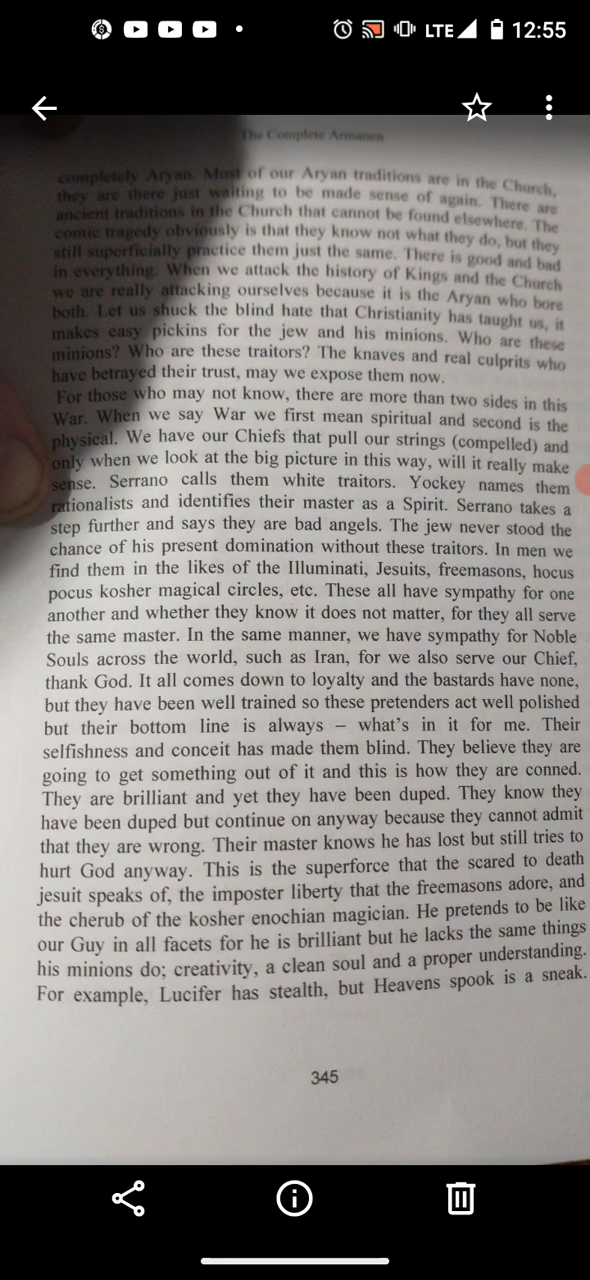 LTE 12:55
The Complete Armanen
completely Aryan. Most of our Aryan traditions are in the Church,
they are there just waiting to be made sense of again. There are
ancient traditions in the Church that cannot be found elsewhere. The
comic tragedy obviously is that they know not what they do, but they
still superficially practice them just the same. There is good and bad
in everything. When we attack the history of Kings and the Church
we are really attacking ourselves because it is the Aryan who bore
both. Let us shuck the blind hate that Christianity has taught us, it
makes easy pickins for the jew and his minions. Who are these
minions? Who are these traitors? The knaves and real culprits who
have betrayed their trust, may we expose them now.
For those who may not know, there are more than two sides in this
War. When we say War we first mean spiritual and second is the
physical. We have our Chiefs that pull our strings (compelled) and
only when we look at the big picture in this way, will it really make
sense. Serrano calls them white traitors. Yockey names them
rationalists and identifies their master as a Spirit. Serrano takes a
step further and says they are bad angels. The jew never stood the
chance of his present domination without these traitors. In men we
find them in the likes of the Illuminati, Jesuits, freemasons, hocus
pocus kosher magical circles, etc. These all have sympathy for one
another and whether they know it does not matter, for they all serve
the same master. In the same manner, we have sympathy for Noble
Souls across the world, such as Iran, for we also serve our Chief,
thank God. It all comes down to loyalty and the bastards have none,
but they have been well trained so these pretenders act well polished
but their bottom line is always – what's in it for me. Their
selfishness and conceit has made them blind. They believe they are
going to get something out of it and this is how they are conned.
They are brilliant and yet they have been duped. They know they
have been duped but continue on anyway because they cannot admit
that they are wrong. Their master knows he has lost but still tries to
hurt God anyway. This is the superforce that the scared to death
jesuit speaks of, the imposter liberty that the freemasons adore, and
the cherub of the kosher enochian magician. He pretends to be like
our Guy in all facets for he is brilliant but he lacks the same things
his minions do; creativity, a clean soul and a proper understanding.
For example, Lucifer has stealth, but Heavens spook is a sneak.
345